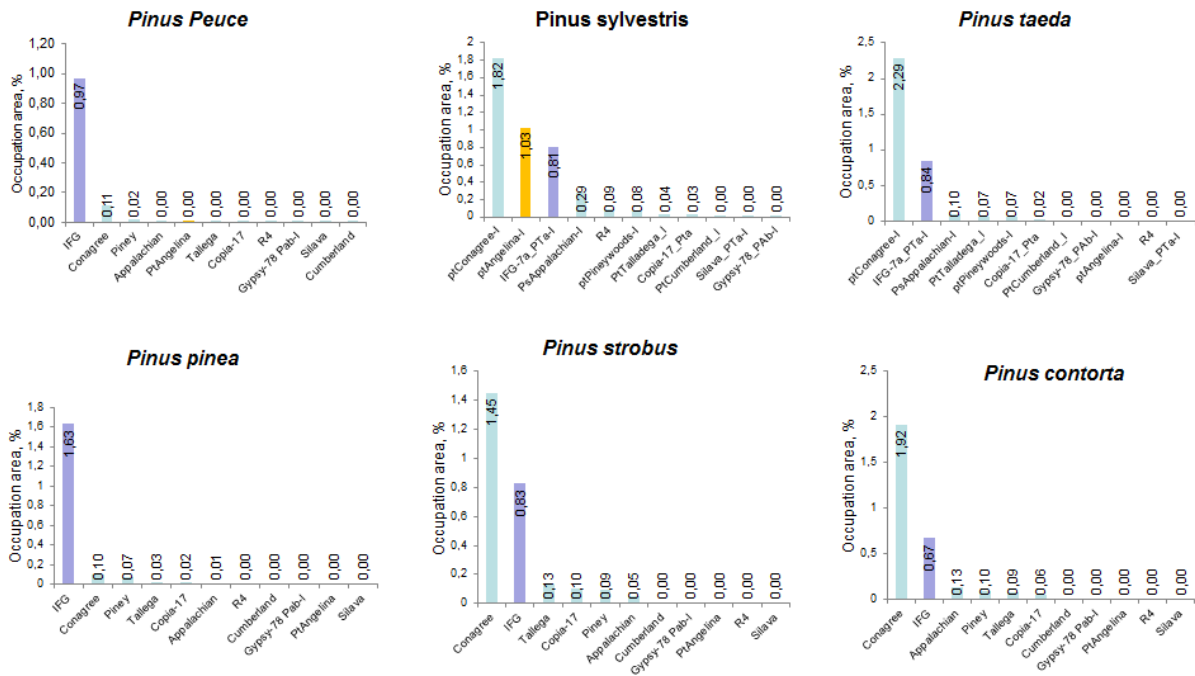 Pinus Peuce
Occupation area, %
1,20
1,00
0,80
0,60
0,40
0,20
0,00
0,97
0,11
0,02
0,00
0,00
0,00
0,00
0,00
0,00
0,00
0,00
IFG
Conagree
Piney
Appalachian
PtAngelina
Tallega
Copia-17
R4
Gypsy-78 Pab-I
Silava
Cumberland
Pinus sylvestris
Occupation area, %
2
1,8
1,6
1,4
1,2
1
0,8
0,6
0,4
0,2
0
1,82
1,03
0,81
0,29
0,09
0,08
0,04
0,03
0,00
0,00
0,00
ptConagree-I
ptAngelina-I
IFG-7a_PTa-I
PsAppalachian-I
R4
ptPineywoods-I
PtTalladega_I
Copia-17_Pta
PtCumberland_I
Silava_PTa-I
Gypsy-78_PAb-I
Pinus taeda
Occupation area, %
2,5
2
1,5
1
0,5
0
2,29
0,84
0,10
0,07
0,07
0,02
0,00
0,00
0,00
0,00
0,00
ptConagree-I
IFG-7a_PTa-I
PsAppalachian-I
PtTalladega_I
ptPineywoods-I
Copia-17_Pta
PtCumberland_I
Gypsy-78_PAb-I
ptAngelina-I
R4
Silava_PTa-I
Pinus pinea
Occupation area, %
1,8
1,6
1,4
1,2
1
0,8
0,6
0,4
0,2
0
1,63
0,10
0,07
0,03
0,02
0,01
0,00
0,00
0,00
0,00
0,00
IFG
Conagree
Piney
Tallega
Copia-17
Appalachian
R4
Cumberland
Gypsy-78 Pab-I
PtAngelina
Silava
Pinus strobus
Occupation area, %
1,6
1,4
1,2
1
0,8
0,6
0,4
0,2
0
1,45
0,83
0,13
0,10
0,09
0,05
0,00
0,00
0,00
0,00
0,00
Conagree
IFG
Tallega
Copia-17
Piney
Appalachian
Cumberland
Gypsy-78 Pab-I
PtAngelina
R4
Silava
Pinus contorta
Occupation area, %
2,5
2
1,5
1
0,5
0
1,92
0,67
0,13
0,10
0,09
0,06
0,00
0,00
0,00
0,00
0,00
Conagree
IFG
Appalachian
Piney
Tallega
Copia-17
Cumberland
Gypsy-78 Pab-I
PtAngelina
R4
Silava